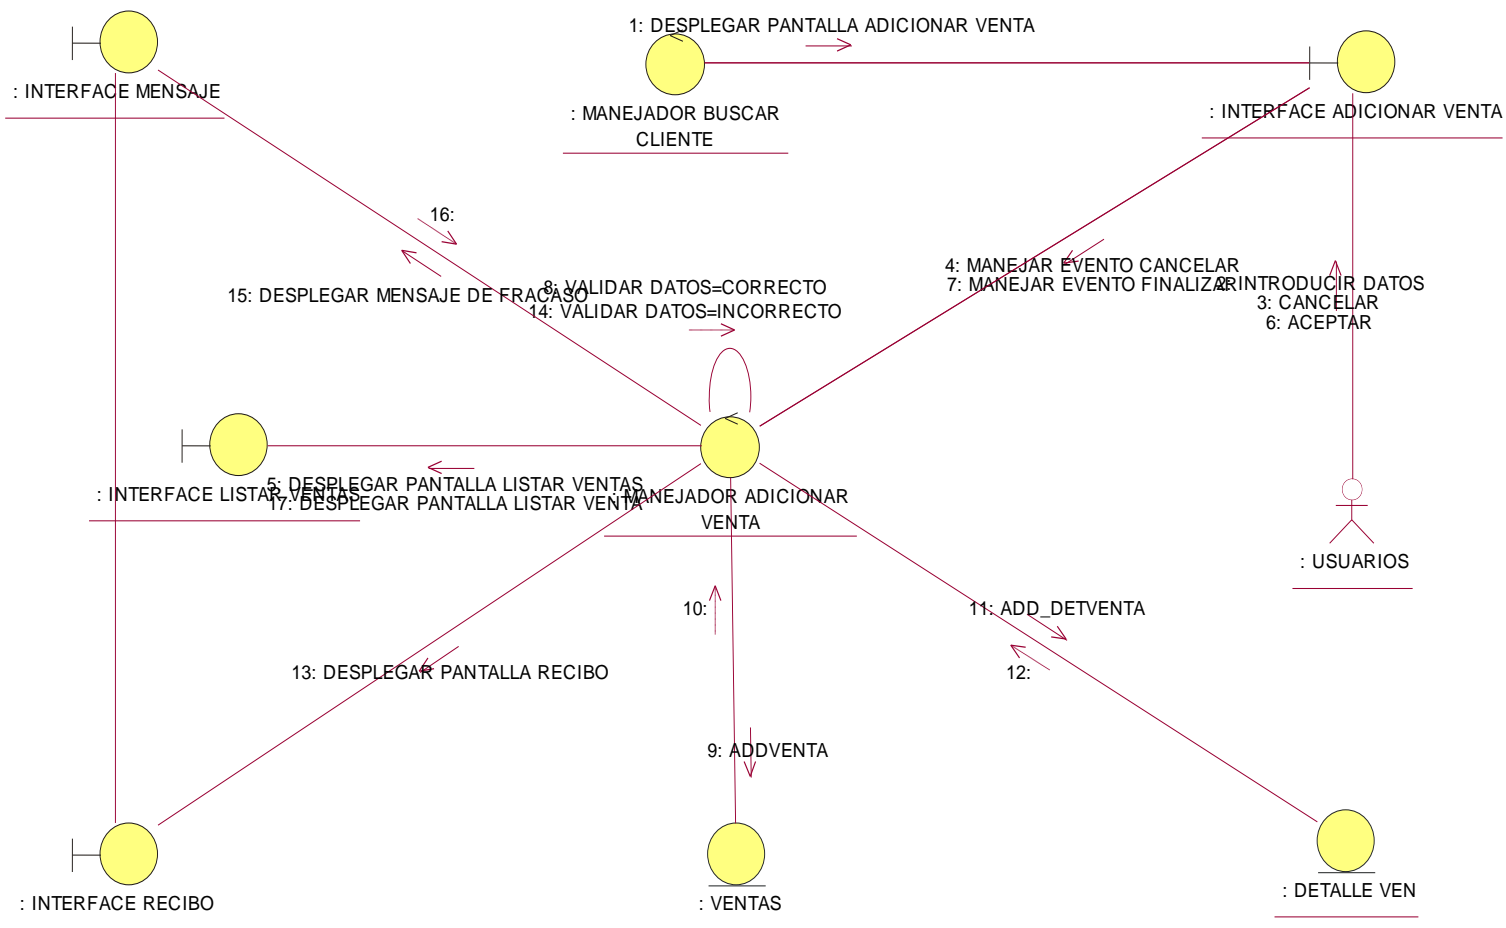 1: DESPLEGAR PANTALLA ADICIONAR VENTA
: INTERFACE MENSAJE
: MANEJADOR BUSCAR
CLIENTE
: INTERFACE ADICIONAR VENTA
16:
15: DESPLEGAR MENSAJE DE FRACASO
8: VALIDAR DATOS=CORRECTO
14: VALIDAR DATOS=INCORRECTO
4: MANEJAR EVENTO CANCELAR
7: MANEJAR EVENTO FINALIZAR
2: INTRODUCIR DATOS
3: CANCELAR
6: ACEPTAR
: INTERFACE LISTAR VENTAS
5: DESPLEGAR PANTALLA LISTAR VENTAS
17: DESPLEGAR PANTALLA LISTAR VENTA
: MANEJADOR ADICIONAR
VENTA
: USUARIOS
10:
11: ADD_DETVENTA
13: DESPLEGAR PANTALLA RECIBO
12:
9: ADDVENTA
: INTERFACE RECIBO
: VENTAS
: DETALLE VEN